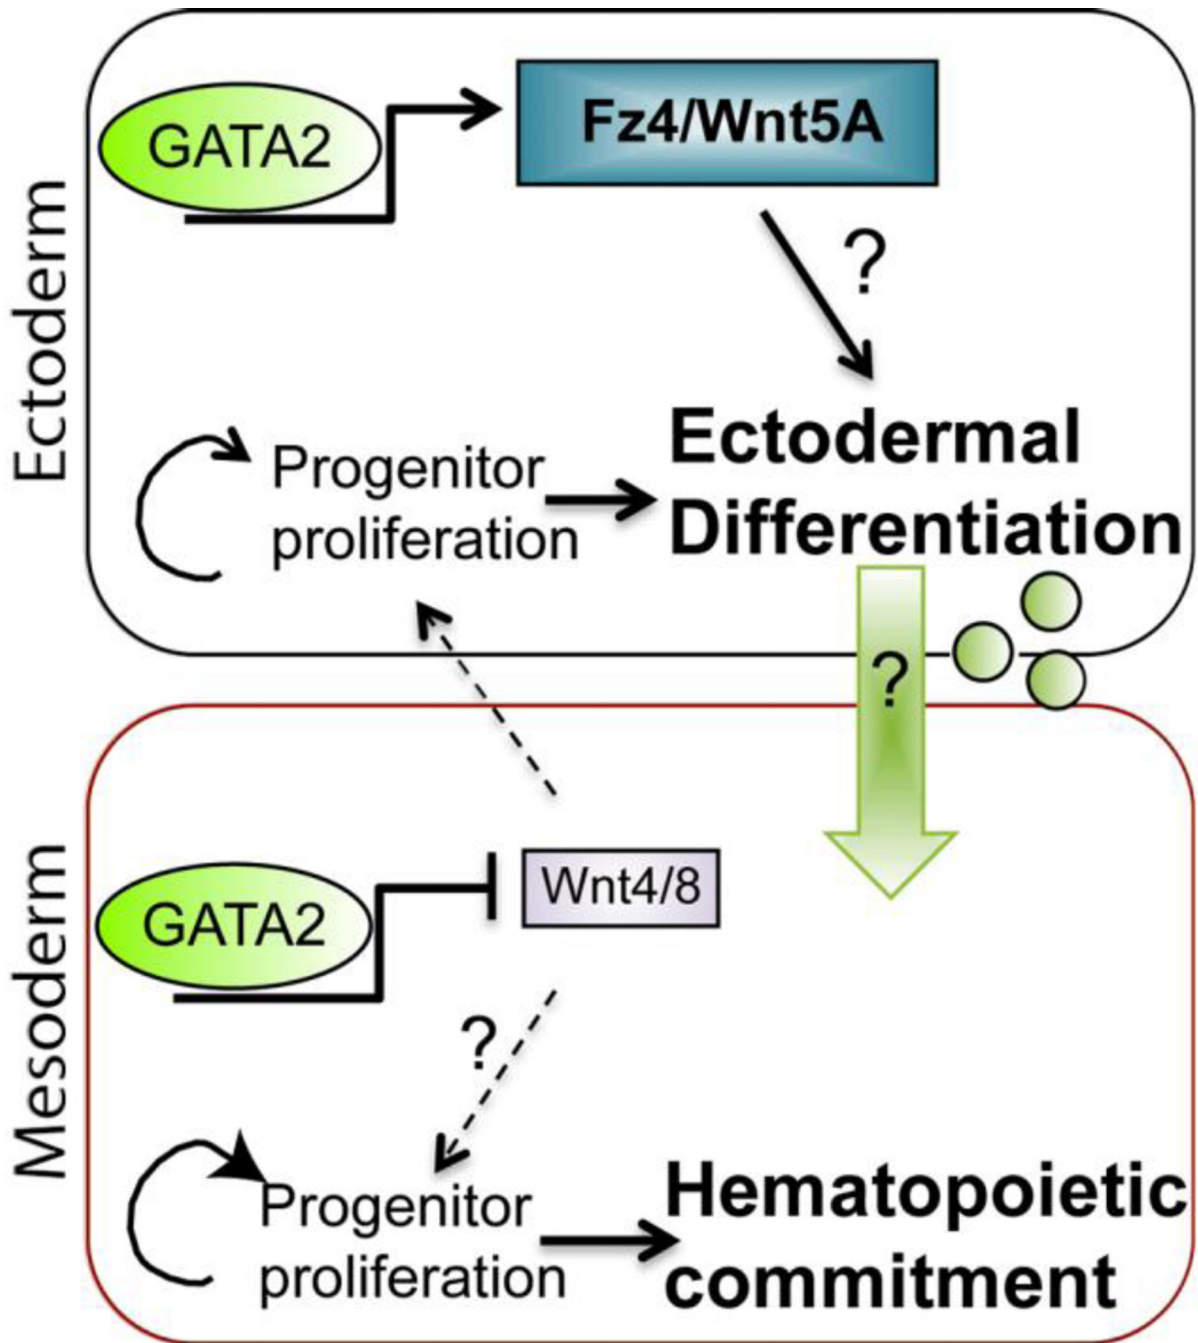 Ectoderm
GATA2
Fz4/Wnt5A
?
Progenitor
proliferation
Ectodermal
Differentiation
?
Mesoderm
GATA2
Wnt4/8
?
Progenitor
proliferation
Hematopoietic
commitment